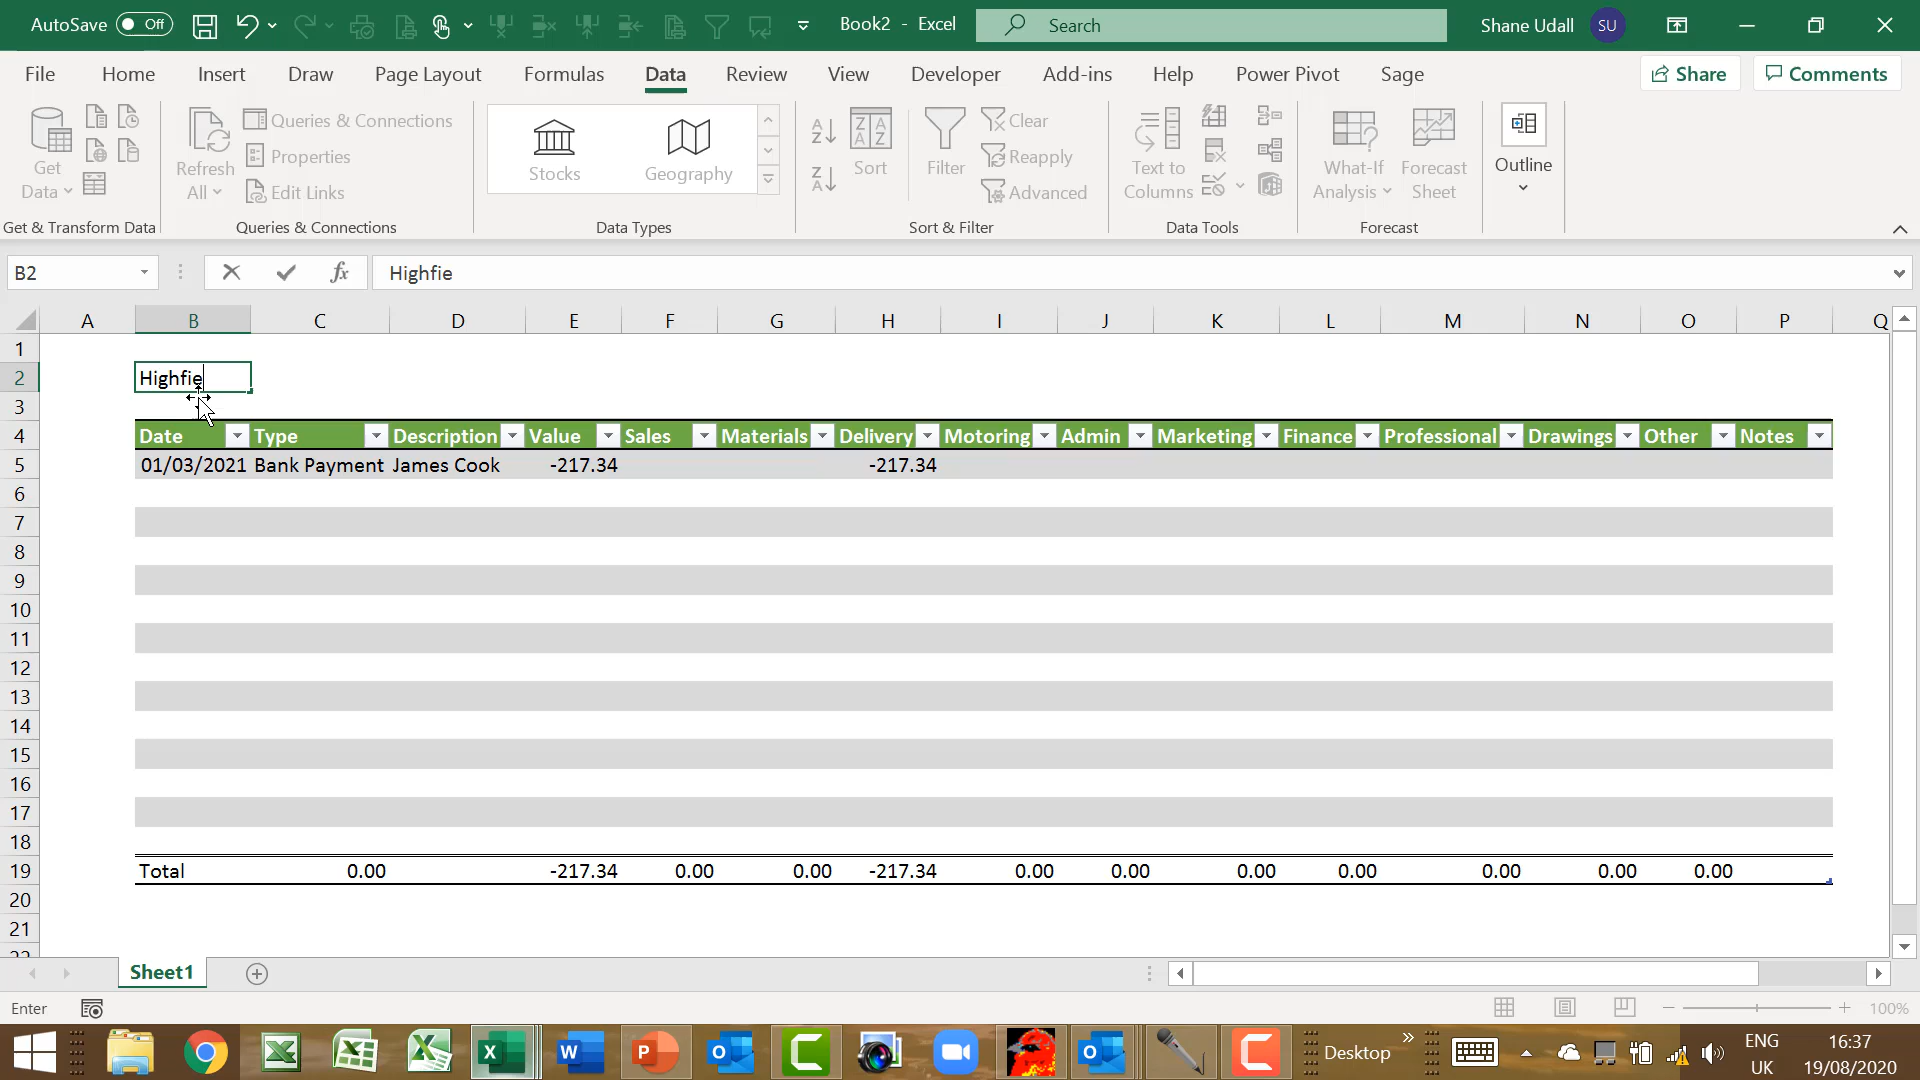 AutoSave Off Book2 - Excel Search Shane Udall SU
File Home Insert Draw Page Layout Formulas Data Review View Developer Add-ins Help Power Pivot Sage Share Comments
Get Data
Refresh All
Queries & Connections
Properties
Edit Links
Stocks Geography
Sort
Filter
Clear
Reapply
Advanced
Text to Columns
What-If Analysis
Forecast Sheet
Outline
Get & Transform Data Queries & Connections Data Types Sort & Filter Data Tools Forecast
B2 fx Highfie
A B C D E F G H I J K L M N O P Q
1
2 Highfie
3
4 Date Type Description Value Sales Materials Delivery Motoring Admin Marketing Finance Professional Drawings Other Notes
5 01/03/2021 Bank Payment James Cook -217.34 -217.34
6
7
8
9
10
11
12
13
14
15
16
17
18
19 Total 0.00 -217.34 0.00 0.00 -217.34 0.00 0.00 0.00 0.00 0.00 0.00 0.00
20
21
Sheet1
Enter 100%
Desktop ENG UK 16:37 19/08/2020